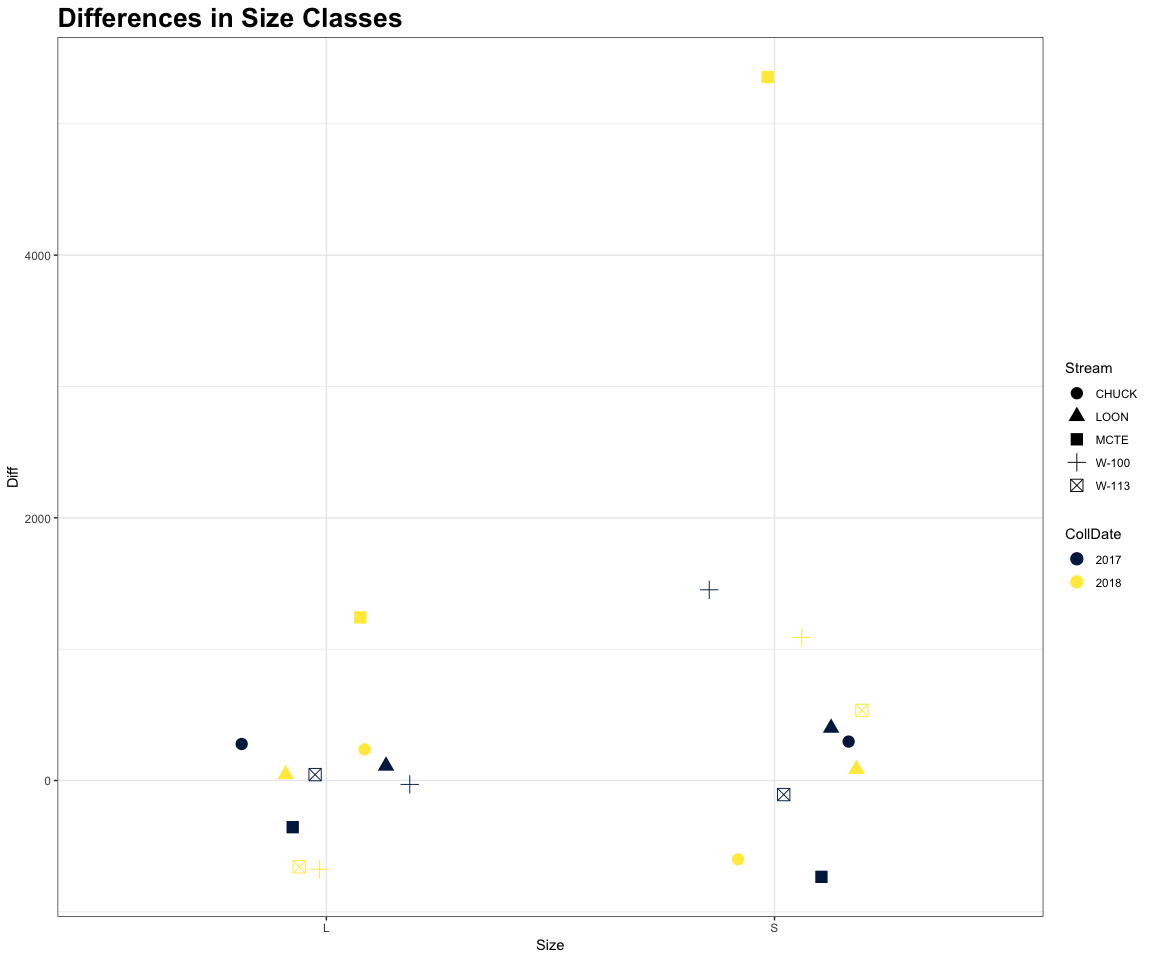 Differences in Size Classes
Diff
4000
2000
0
L
S
Size
Stream
CHUCK
LOON
MCTE
W-100
W-113
CollDate
2017
2018